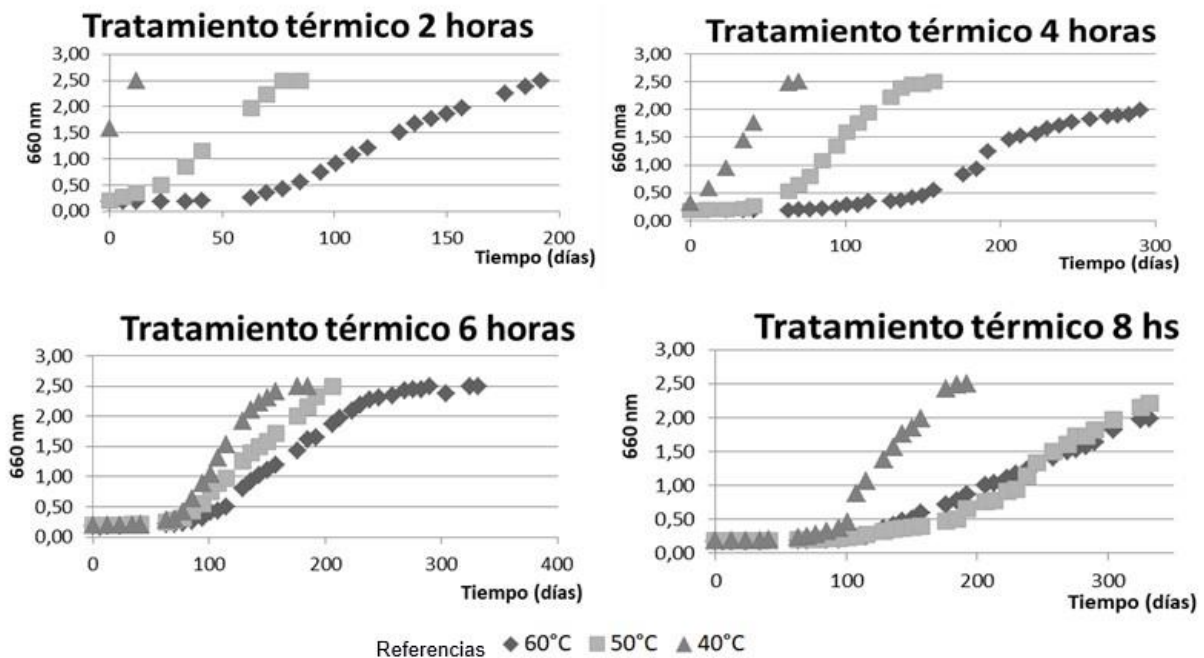 Tratamiento térmico 2 horas
3,00
2,50
2,00
1,50
1,00
0,50
0,00
660 nm
0 50 100 150 200
Tiempo (días)
Tratamiento térmico 4 horas
3,00
2,50
2,00
1,50
1,00
0,50
0,00
660 nma
0 100 200 300
Tiempo (días)
Tratamiento térmico 6 horas
3,00
2,50
2,00
1,50
1,00
0,50
0,00
660 nm
0 100 200 300 400
Tiempo (días)
Tratamiento térmico 8 hs
3,00
2,50
2,00
1,50
1,00
0,50
0,00
660 nm
0 100 200 300
Tiempo (días)
Referencias 60°C 50°C 40°C